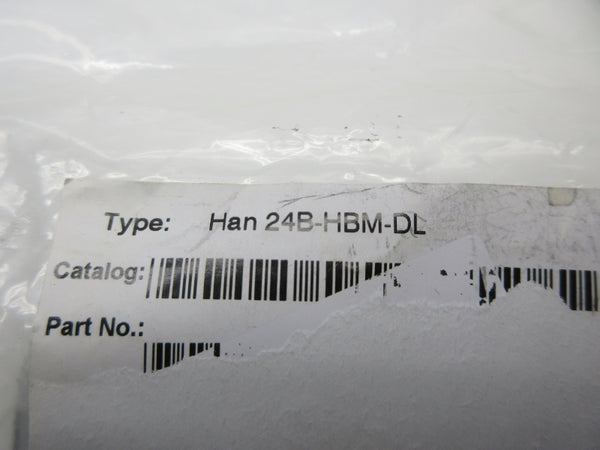 Type: Han 24B-HBM-DL
Catalog:
Part No.: